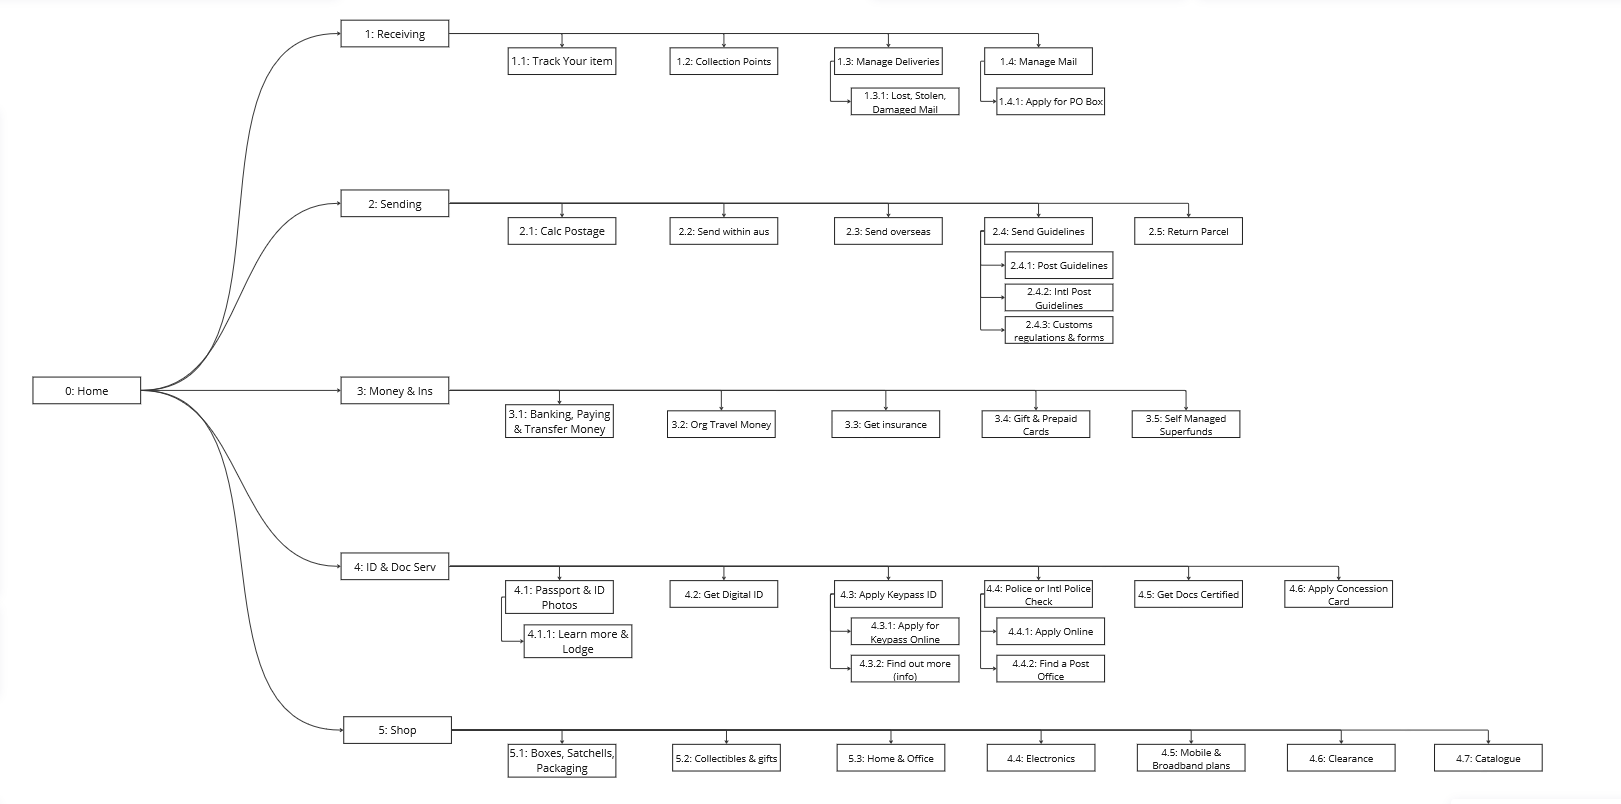 1: Receiving
1.1: Track Your item
1.2: Collection Points
1.3: Manage Deliveries
1.4: Manage Mail
1.3.1: Lost, Stolen,
Damaged Mail
1.4.1: Apply for PO Box
2: Sending
2.1: Calc Postage
2.2: Send within aus
2.3: Send overseas
2.4: Send Guidelines
2.5: Return Parcel
2.4.1: Post Guidelines
2.4.2: Intl Post
Guidelines
2.4.3: Customs
regulations & forms
0: Home
3: Money & Ins
3.1: Banking, Paying
& Transfer Money
3.2: Org Travel Money
3.3: Get insurance
3.4: Gift & Prepaid
Cards
3.5: Self Managed
Superfunds
4: ID & Doc Serv
4.1: Passport & ID
Photos
4.2: Get Digital ID
4.3: Apply Keypass ID
4.4: Police or Intl Police
Check
4.5: Get Docs Certified
4.6: Apply Concession
Card
4.1.1: Learn more &
Lodge
4.3.1: Apply for
Keypass Online
4.4.1: Apply Online
4.3.2: Find out more
(info)
4.4.2: Find a Post
Office
5: Shop
5.1: Boxes, Satchells,
Packaging
5.2: Collectibles & gifts
5.3: Home & Office
4.4: Electronics
4.5: Mobile &
Broadband plans
4.6: Clearance
4.7: Catalogue